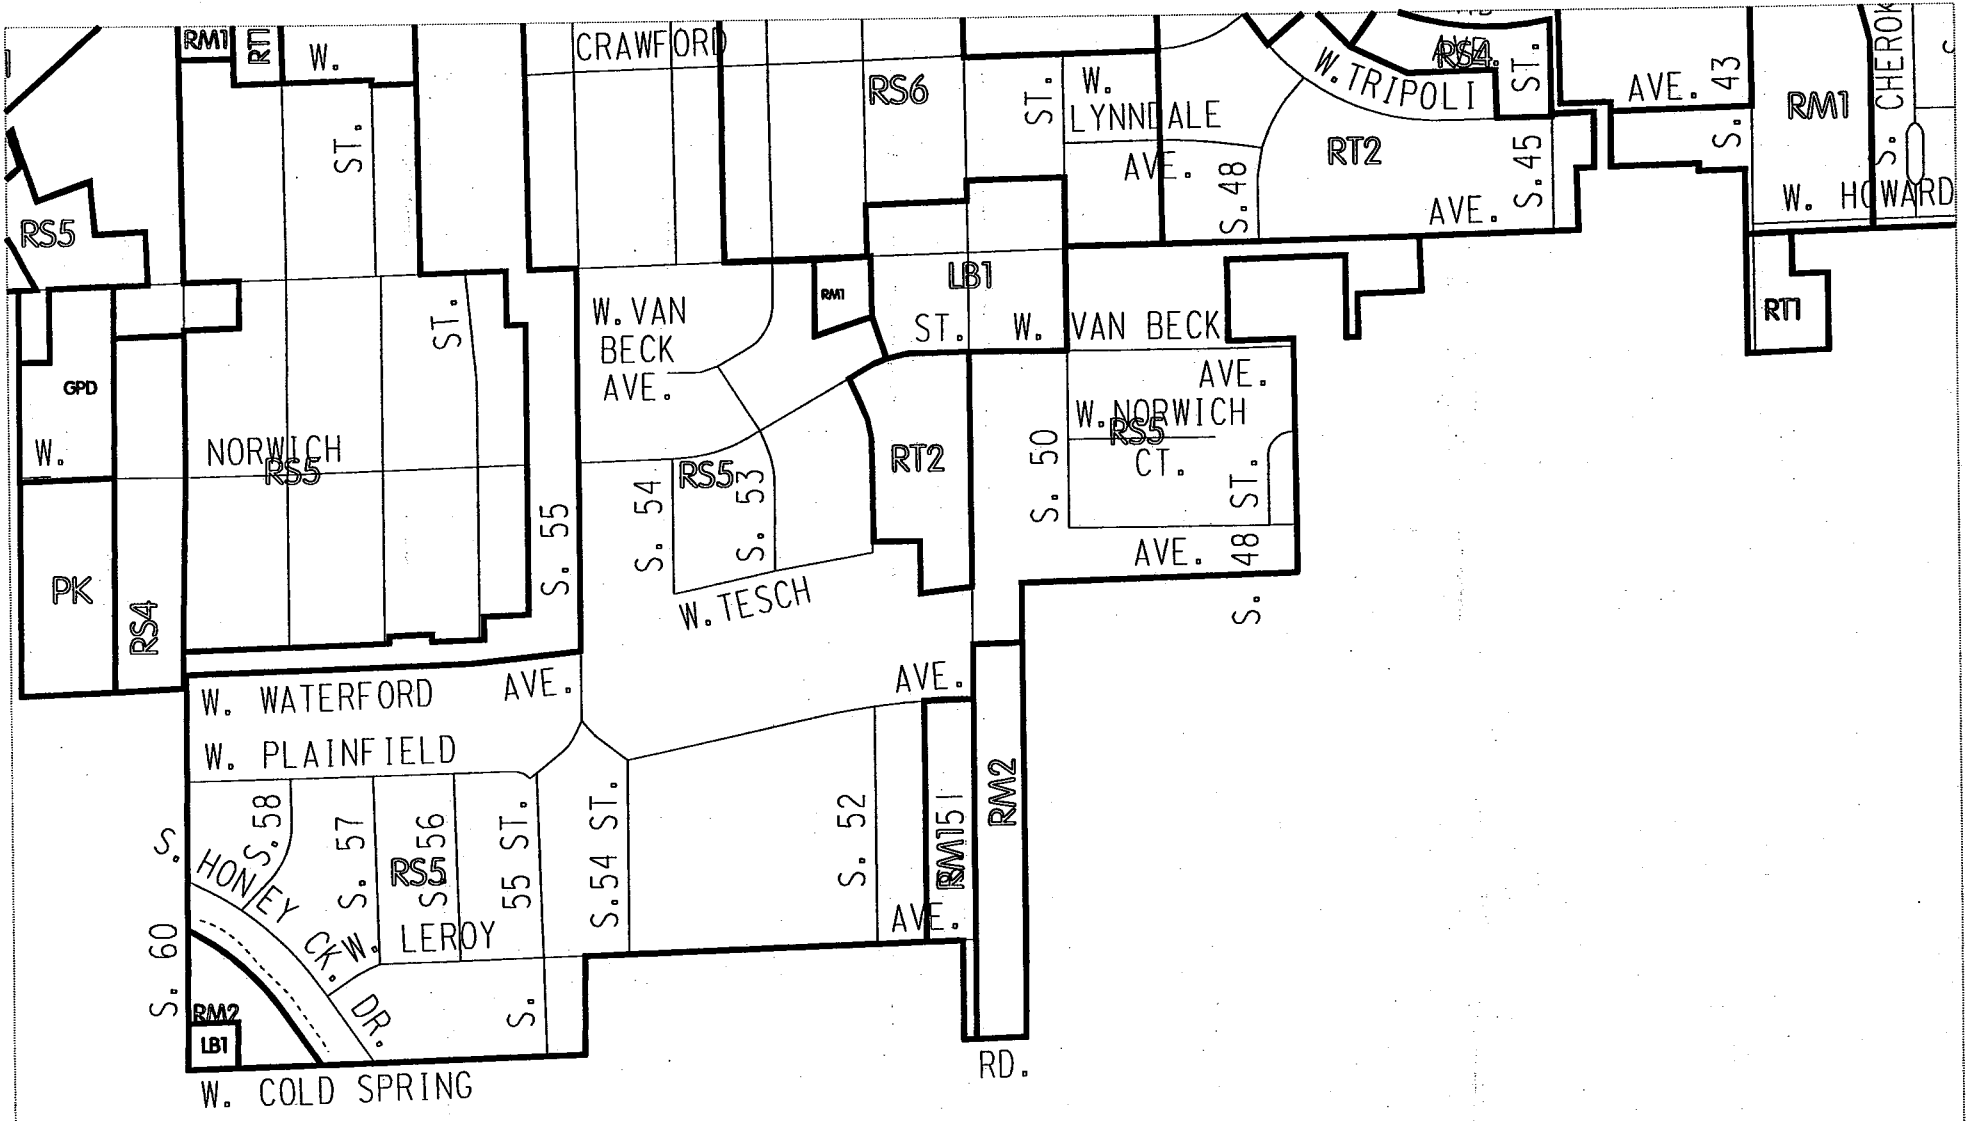 RM1
RT1
W.
CRAWFORD
RS6
ST.
W.
LYNNDALE
AVE.
W. TRIPOLI
RS4
ST.
AVE.
43
S.
RM1
S. CHEROK
ST.
RT2
S. 48
AVE.
S. 45
W. HOWARD
RS5
LB1
RM1
W. VAN
BECK
AVE.
ST.
ST.
W. VAN BECK
AVE.
RT1
GPD
W.
NORWICH
RS5
W. NORWICH
RS5
CT.
S. 50
ST.
RT2
RS5
S. 54
S. 53
S. 55
AVE.
S. 48
PK
RS4
W. TESCH
AVE.
W. WATERFORD AVE.
W. PLAINFIELD
S. 58
S. 57
S. 56
RS5
55 ST.
S.
S. 54 ST.
S. 52
RM1
51
RM2
S.
HONEY
CK.
DR.
W. LEROY
AVE.
S. 60
RM2
LB1
W. COLD SPRING
RD.